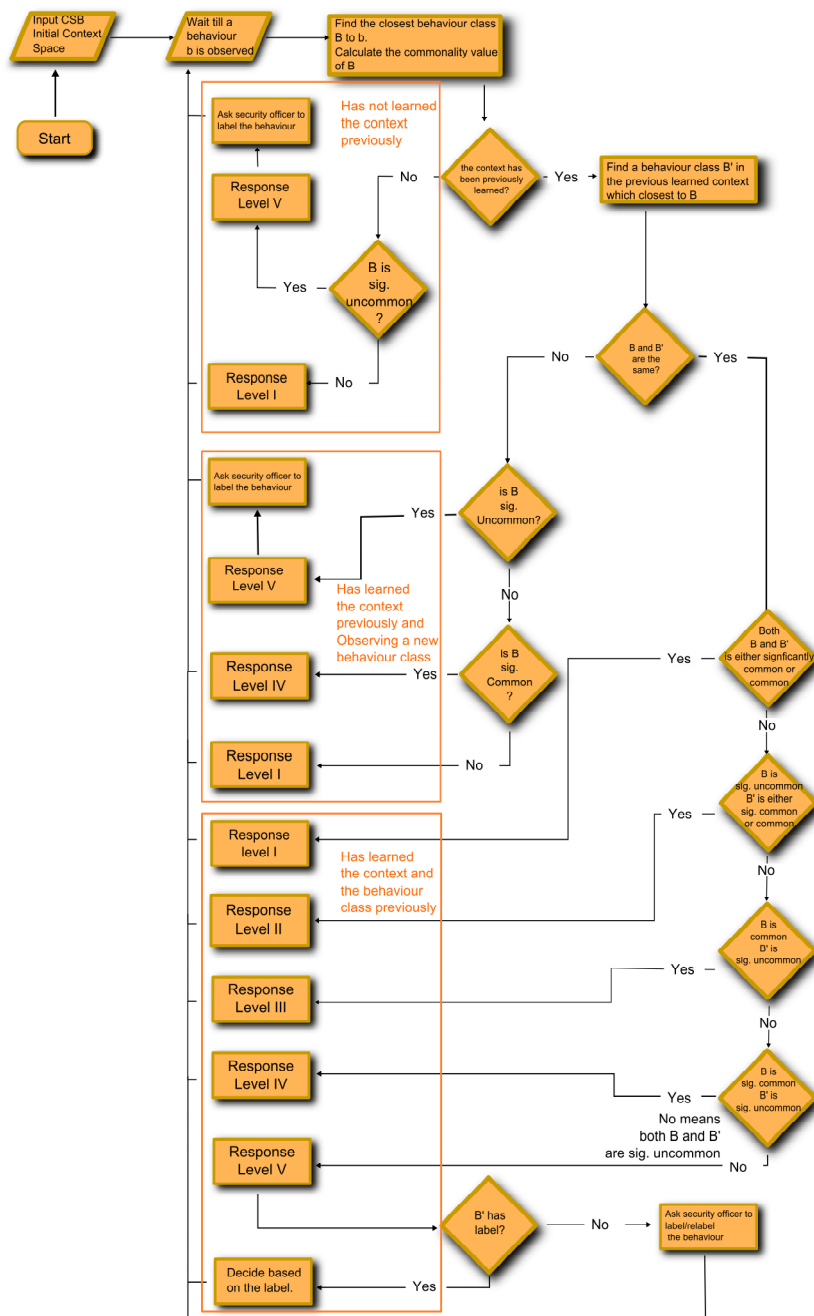 Input CSB
Initial Context
Space
Wait till a
behaviour
b is observed
Find the closest behaviour class
B to b.
Calculate the commonality value
of B
Start
Ask security officer to
label the behaviour
Has not learned
the context
previously
the context has
been previously
learned?
No
Yes
Find a behaviour class B' in
the previous learned context
which closest to B
Response
Level V
Yes
B is
sig.
uncommon
?
No
Response
Level I
No
B and B'
are the
same?
Yes
Ask security officer to
label the behaviour
Yes
is B
sig.
Uncommon?
Response
Level V
No
Has learned
the context
previously and
Observing a new
behaviour class
Response
Level IV
Yes
Is B
sig.
Common
?
Yes
Both
B and B'
is either signficantly
common or
common
No
Response
Level I
No
Response
level I
Has learned
the context and
the behaviour
class previously
Yes
B is
sig. uncommon
B' is either
sig. common
or common
No
Response
Level II
B is
common
B' is
sig. uncommon
Yes
Response
Level III
No
Response
Level IV
Yes
B is
sig. common
B' is
sig. uncommon
No means
both B and B'
are sig. uncommon
No
Response
Level V
B' has
label?
No
Ask security officer to
label/relabel
the behaviour
Decide based
on the label.
Yes